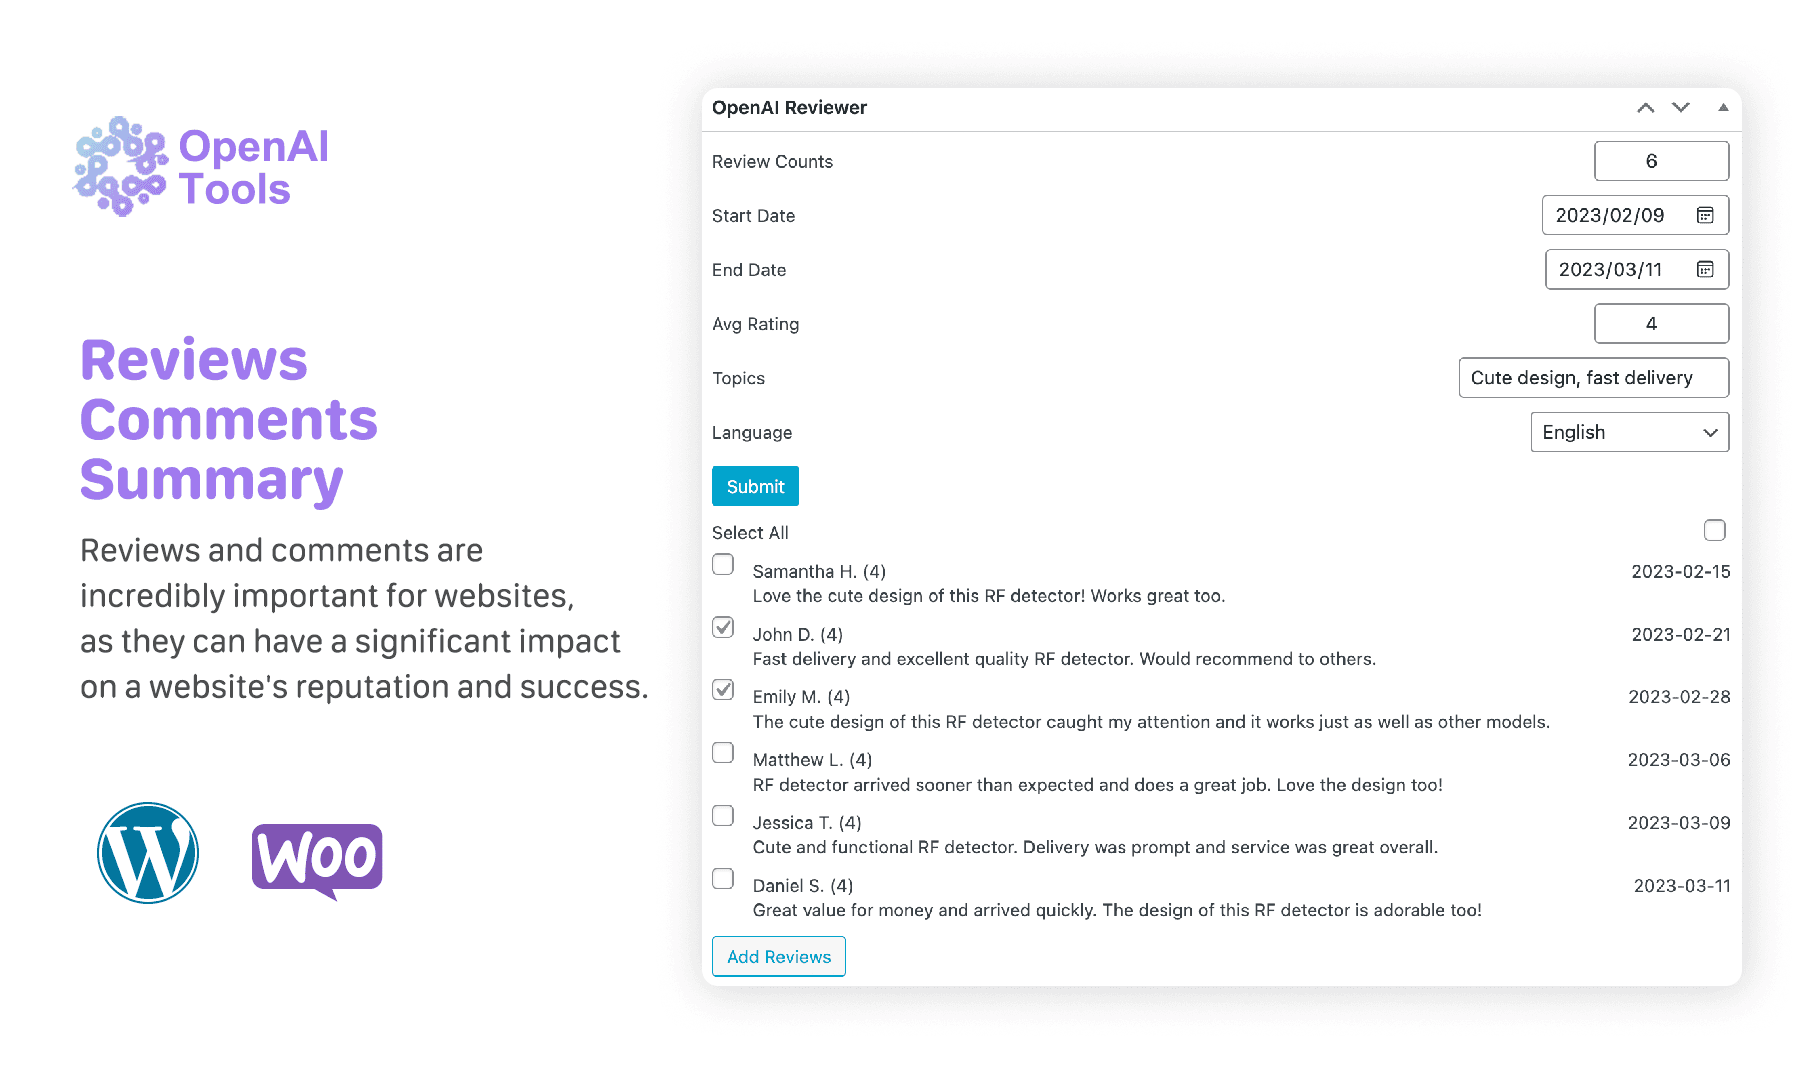 OpenAI
Tools
Reviews
Comments
Summary
Reviews and comments are
incredibly important for websites,
as they can have a significant impact
on a website's reputation and success.
W
WOO
OpenAI Reviewer
Review Counts 6
Start Date 2023/02/09
End Date 2023/03/11
Avg Rating 4
Topics Cute design, fast delivery
Language English
Submit
Select All
Samantha H. (4) 2023-02-15
Love the cute design of this RF detector! Works great too.
John D. (4) 2023-02-21
Fast delivery and excellent quality RF detector. Would recommend to others.
Emily M. (4) 2023-02-28
The cute design of this RF detector caught my attention and it works just as well as other models.
Matthew L. (4) 2023-03-06
RF detector arrived sooner than expected and does a great job. Love the design too!
Jessica T. (4) 2023-03-09
Cute and functional RF detector. Delivery was prompt and service was great overall.
Daniel S. (4) 2023-03-11
Great value for money and arrived quickly. The design of this RF detector is adorable too!
Add Reviews